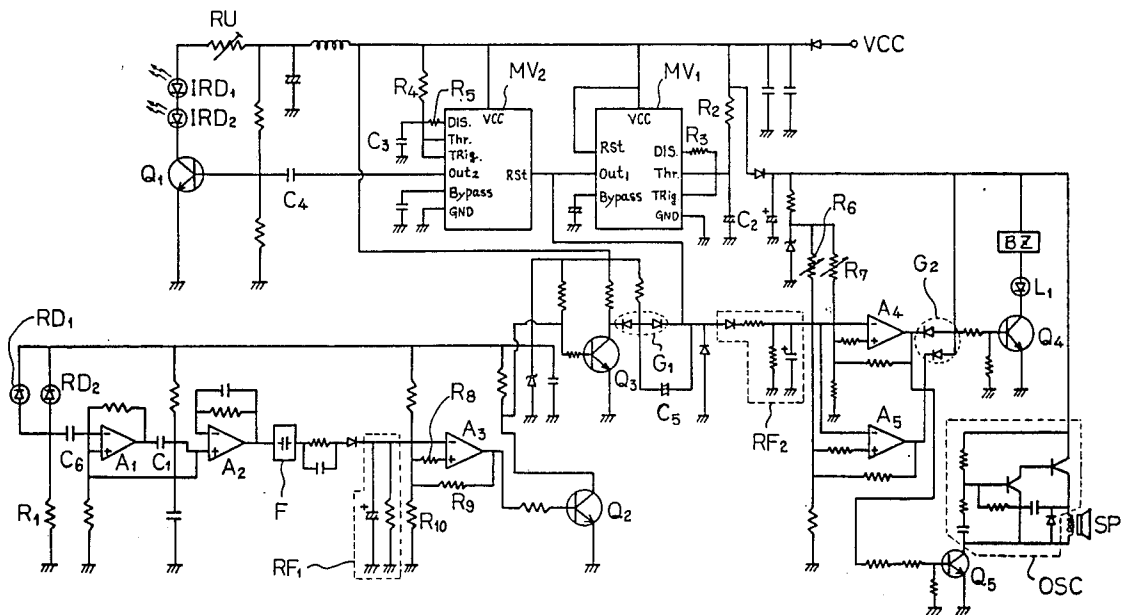 RU
VCC
IRD1
IRD2
R4
R5
MV2
MV1
R2
R3
C3
DIS.
Thr.
TRig.
Out2
Bypass
GND
VCC
RSt
VCC
RSt
Out1
Bypass
DIS
Thr
TRig
GND
Q1
C4
C2
R6
R7
BZ
L1
G2
A4
Q4
RD1
RD2
Q3
G1
C5
RF2
A5
R8
A3
C6
A1
C1
A2
F
R9
R10
R1
RF1
Q2
SP
Q5
OSC